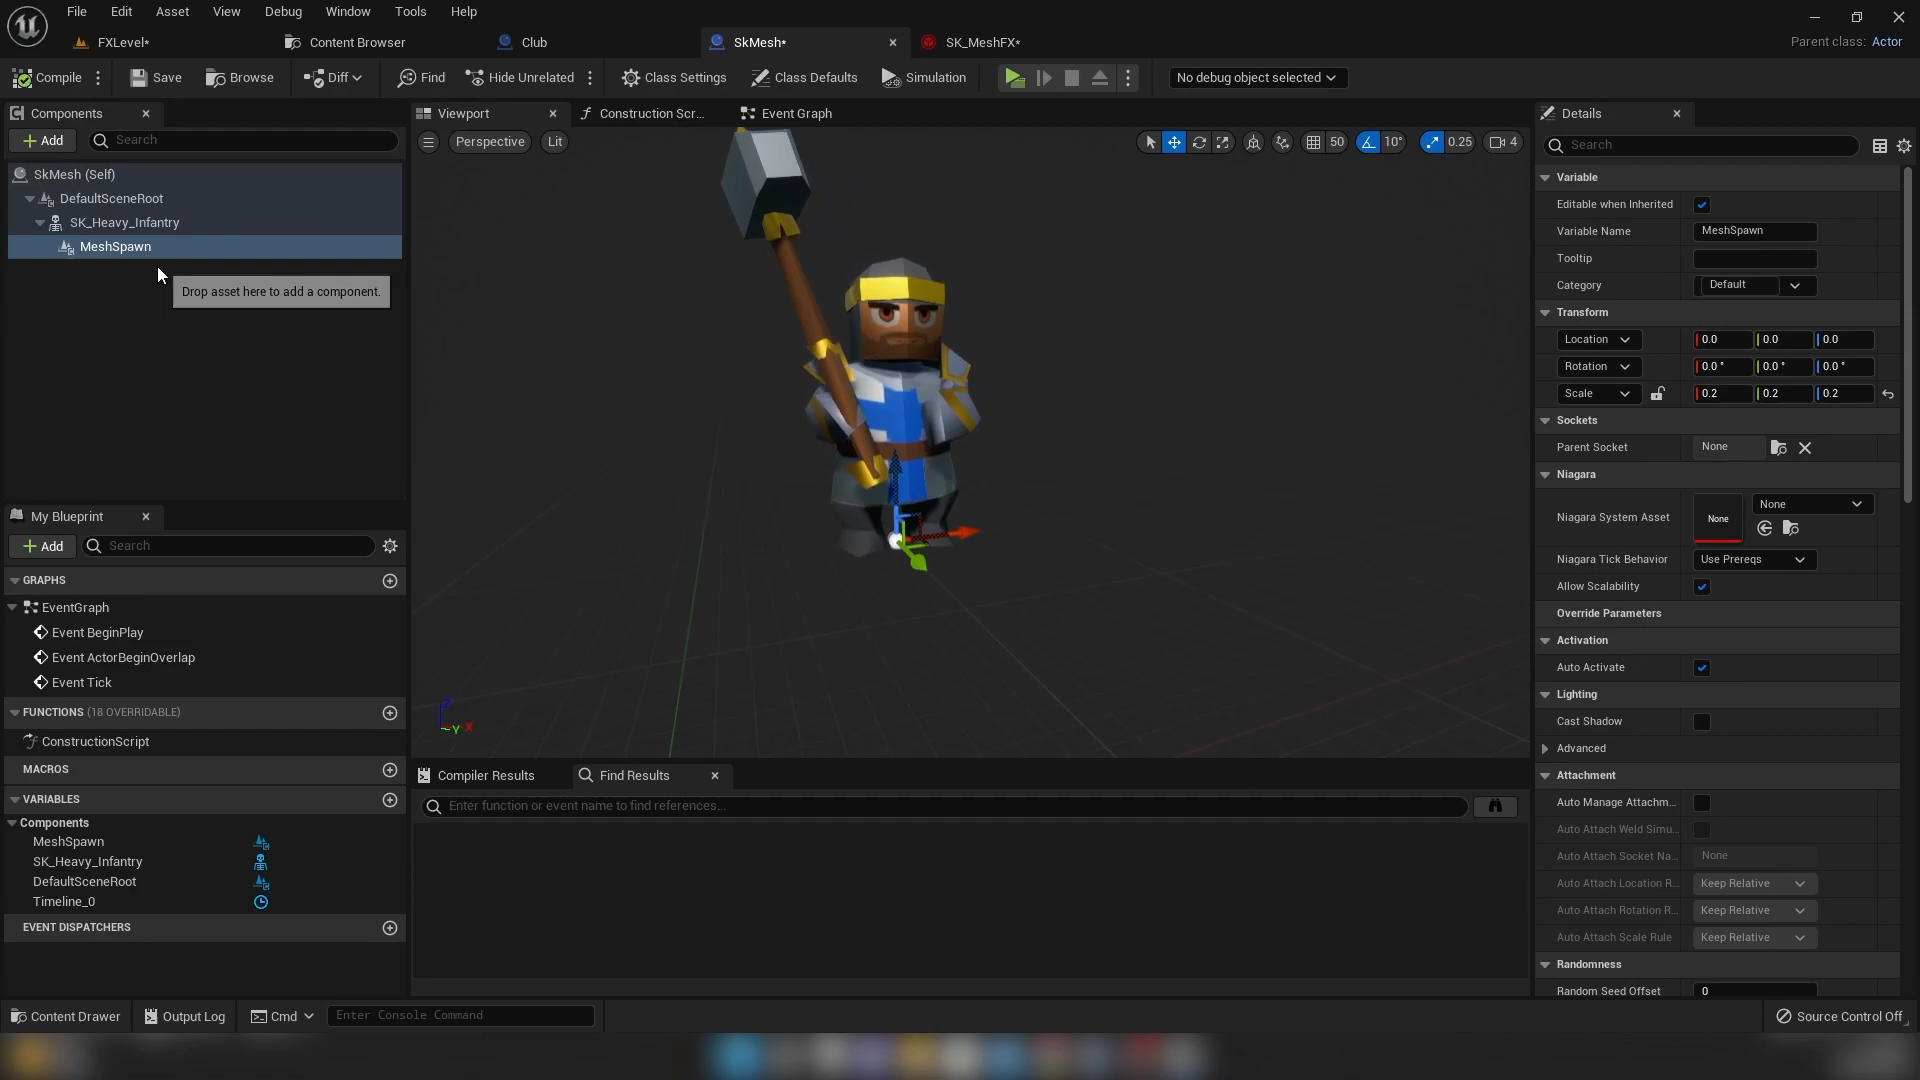 File Edit Asset View Debug Window Tools Help
FXLevel* Content Browser Club SkMesh* SK_MeshFX* Parent class: Actor
Compile Save Browse Diff Find Hide Unrelated Class Settings Class Defaults Simulation No debug object selected
Components
Add Search
SkMesh (Self)
DefaultSceneRoot
SK_Heavy_Infantry
MeshSpawn
Drop asset here to add a component.
My Blueprint
Add Search
GRAPHS
EventGraph
Event BeginPlay
Event ActorBeginOverlap
Event Tick
FUNCTIONS (18 OVERRIDABLE)
ConstructionScript
MACROS
VARIABLES
Components
MeshSpawn
SK_Heavy_Infantry
DefaultSceneRoot
Timeline_0
EVENT DISPATCHERS
Viewport Construction Scr... Event Graph
Perspective Lit 50 10° 0.25 4
Y X
Compiler Results Find Results
Enter function or event name to find references...
Details
Search
Variable
Editable when Inherited
Variable Name MeshSpawn
Tooltip
Category Default
Transform
Location 0.0 0.0 0.0
Rotation 0.0 ° 0.0 ° 0.0 °
Scale 0.2 0.2 0.2
Sockets
Parent Socket None
Niagara
Niagara System Asset None None
Niagara Tick Behavior Use Prereqs
Allow Scalability
Override Parameters
Activation
Auto Activate
Lighting
Cast Shadow
Advanced
Attachment
Auto Manage Attachm...
Auto Attach Weld Simu...
Auto Attach Socket Na... None
Auto Attach Location R... Keep Relative
Auto Attach Rotation R... Keep Relative
Auto Attach Scale Rule Keep Relative
Randomness
Random Seed Offset 0
Content Drawer Output Log Cmd Enter Console Command Source Control Off